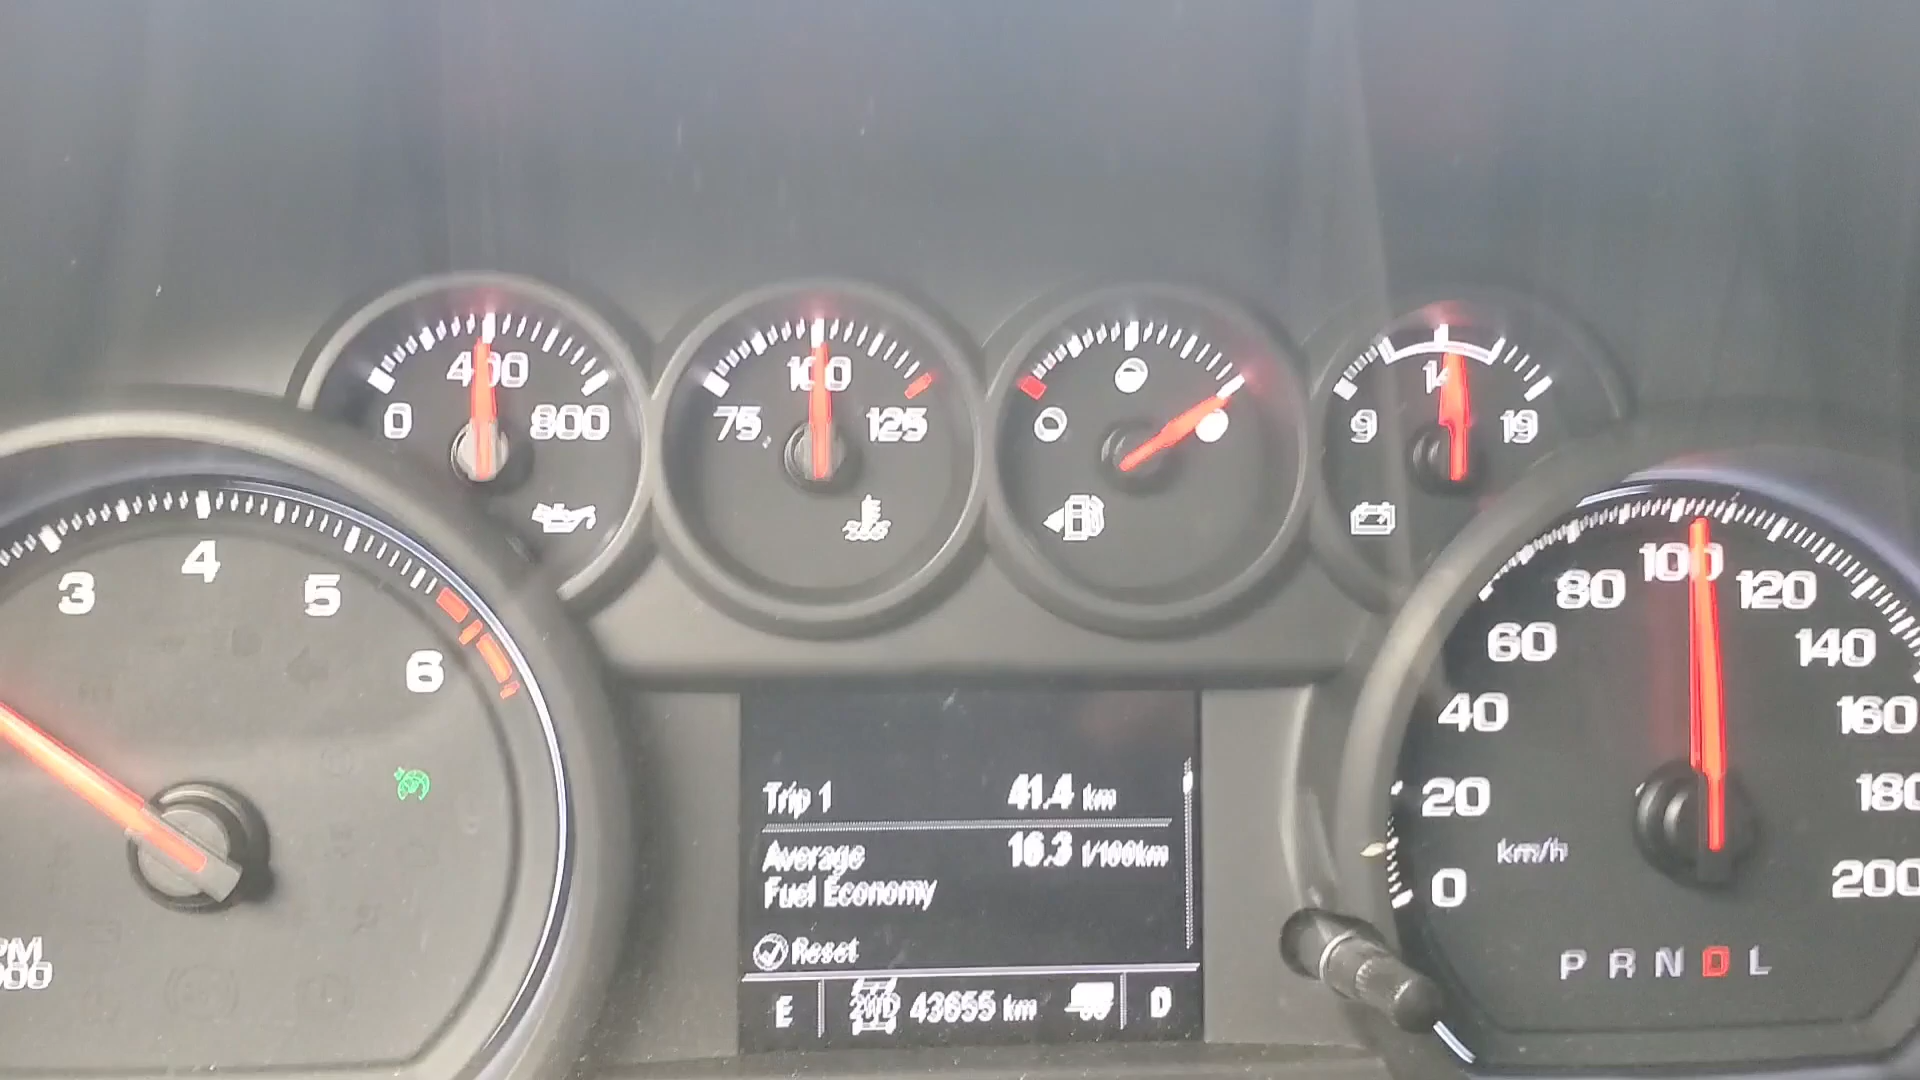 0 400 800
75 100 125
9 14 19
3 4 5 6
0 20 40 60 80 100 120 140 160 180 200
km/h
P R N D L
Trip 1 41.4 km
Average 16.3 l/100km
Fuel Economy
Reset
E 2WD 43655 km D